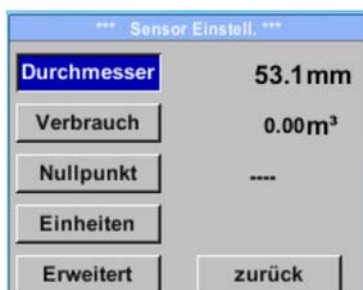 *** Sensor Einstell. ***
Durchmesser 53.1 mm
Verbrauch 0.00 m³
Nullpunkt ----
Einheiten
Erweitert zurück